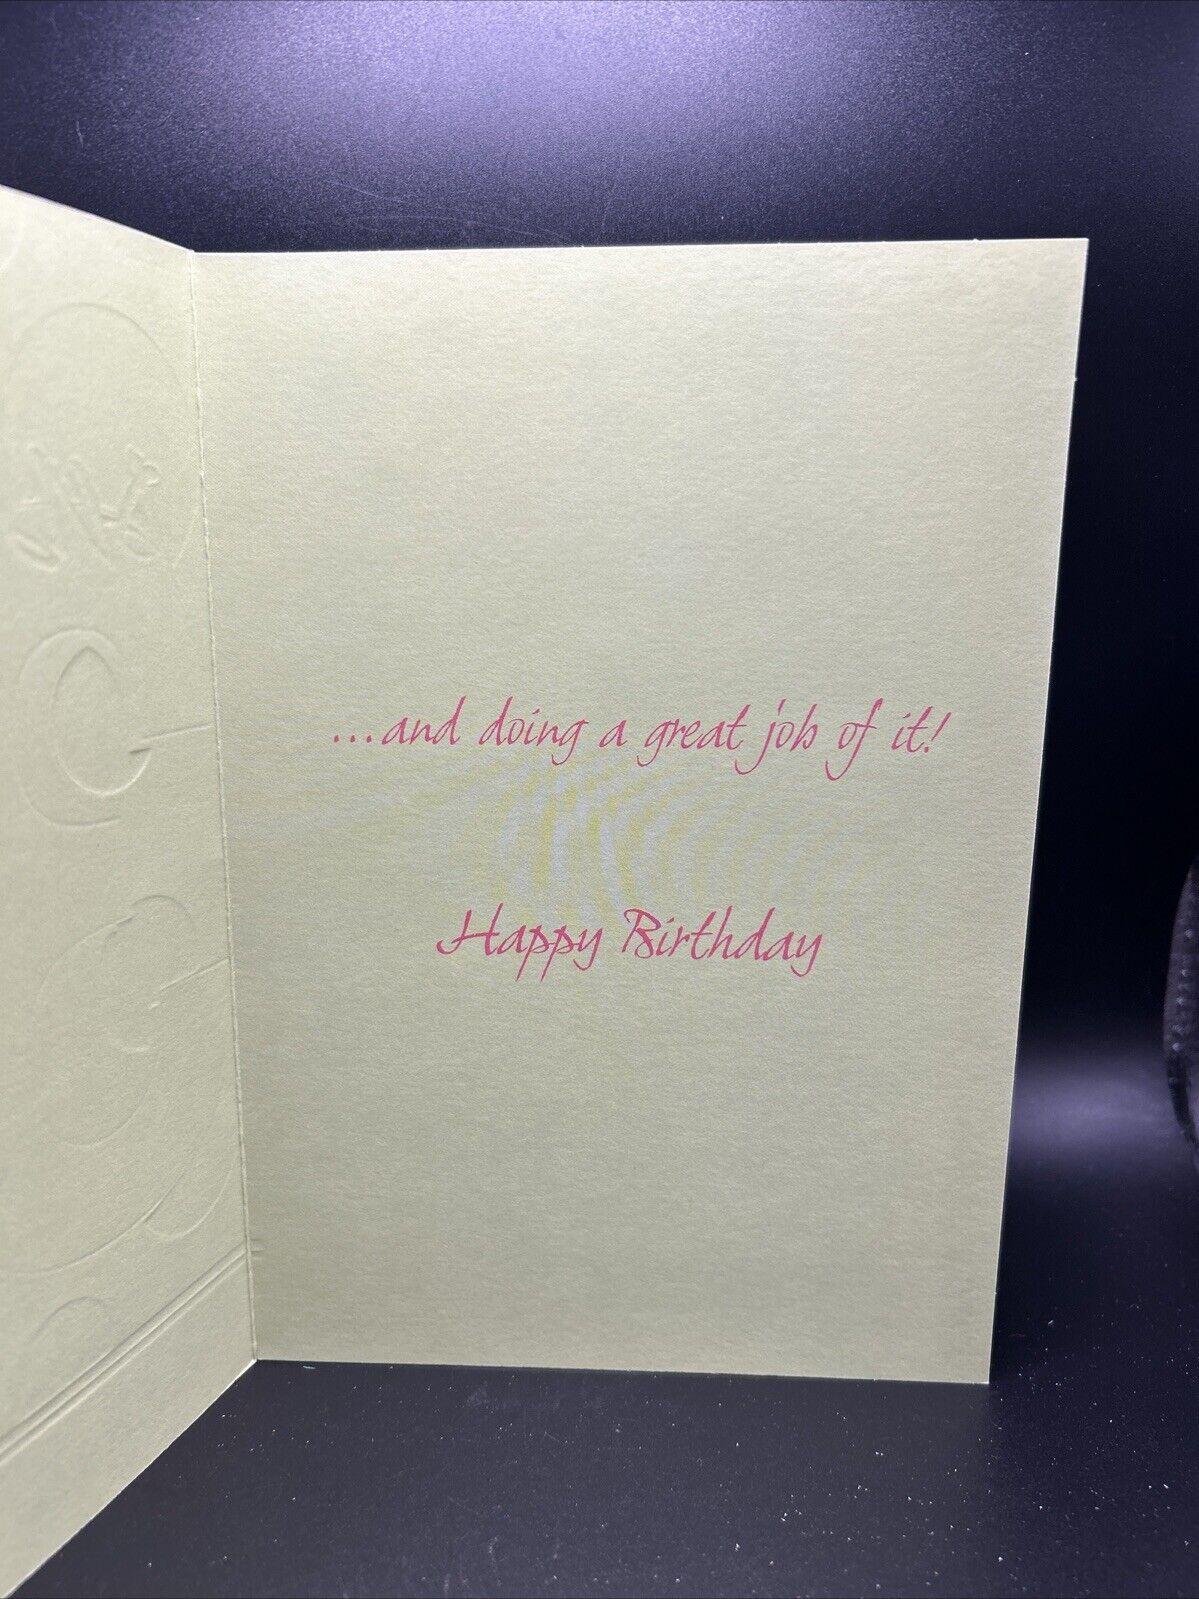 ...and doing a great job of it!
Happy Birthday